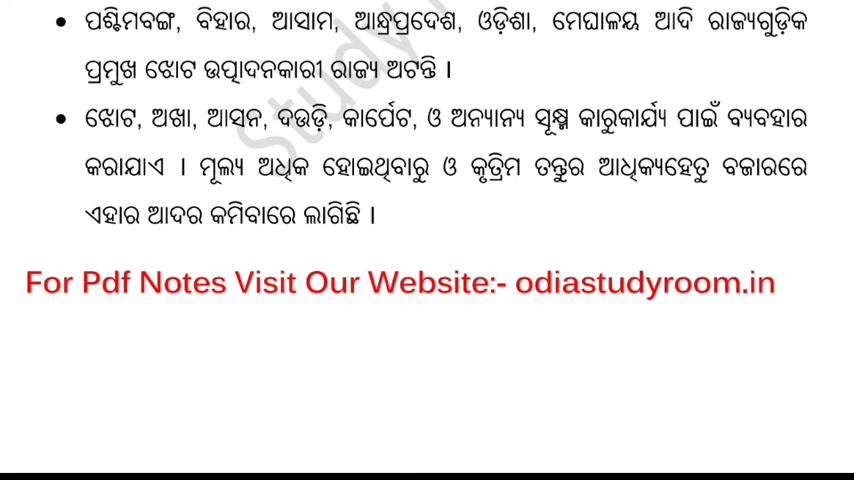 • ପଶ୍ଚିମବଙ୍ଗ, ବିହାର, ଆସାମ, ଆନ୍ଧ୍ରପ୍ରଦେଶ, ଓଡ଼ିଶା, ମେଘାଳୟ ଆଦି ରାଜ୍ୟଗୁଡ଼ିକ
ପ୍ରମୁଖ ଝୋଟ ଉତ୍ପାଦନକାରୀ ରାଜ୍ୟ ଅଟନ୍ତି ।
• ଝୋଟ, ଅଖା, ଆସନ, ଦଉଡ଼ି, କାର୍ପେଟ, ଓ ଅନ୍ୟାନ୍ୟ ସୂକ୍ଷ୍ମ କାରୁକାର୍ଯ୍ୟ ପାଇଁ ବ୍ୟବହାର
କରାଯାଏ । ମୂଲ୍ୟ ଅଧିକ ହୋଇଥିବାରୁ ଓ କୃତ୍ରିମ ତନ୍ତୁର ଆଧିକ୍ୟହେତୁ ବଜାରରେ
ଏହାର ଆଦର କମିବାରେ ଲାଗିଛି ।
Study
For Pdf Notes Visit Our Website:- odiastudyroom.in